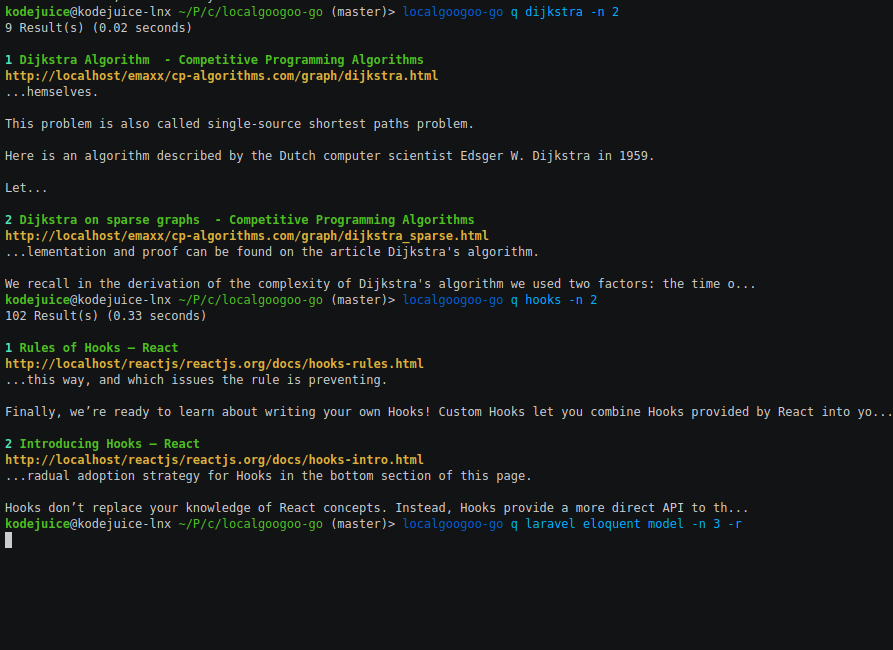 kodejuice@kodejuice-lnx ~/P/c/localgoogoo-go (master)> localgoogoo-go q dijkstra -n 2
9 Result(s) (0.02 seconds)
1 Dijkstra Algorithm  - Competitive Programming Algorithms
http://localhost/emaxx/cp-algorithms.com/graph/dijkstra.html
...hemselves.
This problem is also called single-source shortest paths problem.
Here is an algorithm described by the Dutch computer scientist Edsger W. Dijkstra in 1959.
Let...
2 Dijkstra on sparse graphs  - Competitive Programming Algorithms
http://localhost/emaxx/cp-algorithms.com/graph/dijkstra_sparse.html
...lementation and proof can be found on the article Dijkstra's algorithm.
We recall in the derivation of the complexity of Dijkstra's algorithm we used two factors: the time o...
kodejuice@kodejuice-lnx ~/P/c/localgoogoo-go (master)> localgoogoo-go q hooks -n 2
102 Result(s) (0.33 seconds)
1 Rules of Hooks – React
http://localhost/reactjs/reactjs.org/docs/hooks-rules.html
...this way, and which issues the rule is preventing.
Finally, we’re ready to learn about writing your own Hooks! Custom Hooks let you combine Hooks provided by React into yo...
2 Introducing Hooks – React
http://localhost/reactjs/reactjs.org/docs/hooks-intro.html
...radual adoption strategy for Hooks in the bottom section of this page.
Hooks don’t replace your knowledge of React concepts. Instead, Hooks provide a more direct API to th...
kodejuice@kodejuice-lnx ~/P/c/localgoogoo-go (master)> localgoogoo-go q laravel eloquent model -n 3 -r